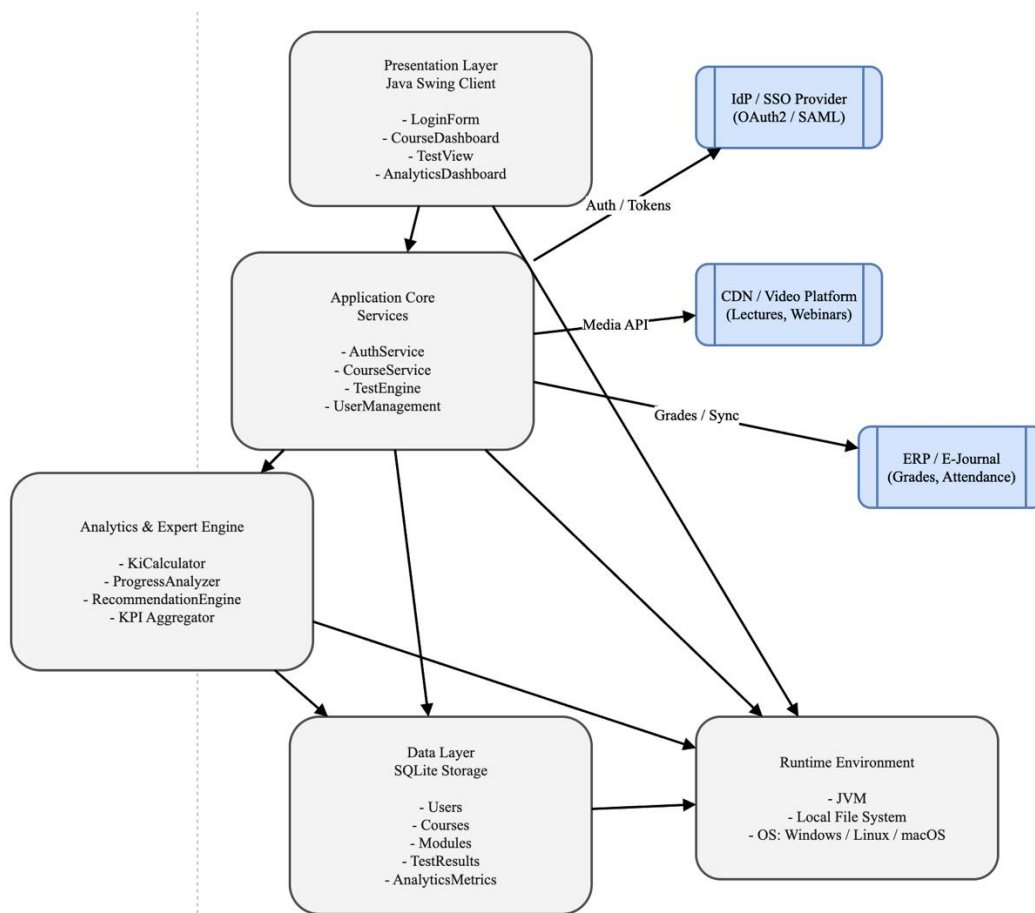 Presentation Layer
Java Swing Client
- LoginForm
- CourseDashboard
- TestView
- AnalyticsDashboard
IdP / SSO Provider
(OAuth2 / SAML)
Auth / Tokens
Application Core
Services
- AuthService
- CourseService
- TestEngine
- UserManagement
CDN / Video Platform
(Lectures, Webinars)
Media API
Grades / Sync
ERP / E-Journal
(Grades, Attendance)
Analytics & Expert Engine
- KiCalculator
- ProgressAnalyzer
- RecommendationEngine
- KPI Aggregator
Data Layer
SQLite Storage
- Users
- Courses
- Modules
- TestResults
- AnalyticsMetrics
Runtime Environment
- JVM
- Local File System
- OS: Windows / Linux / macOS